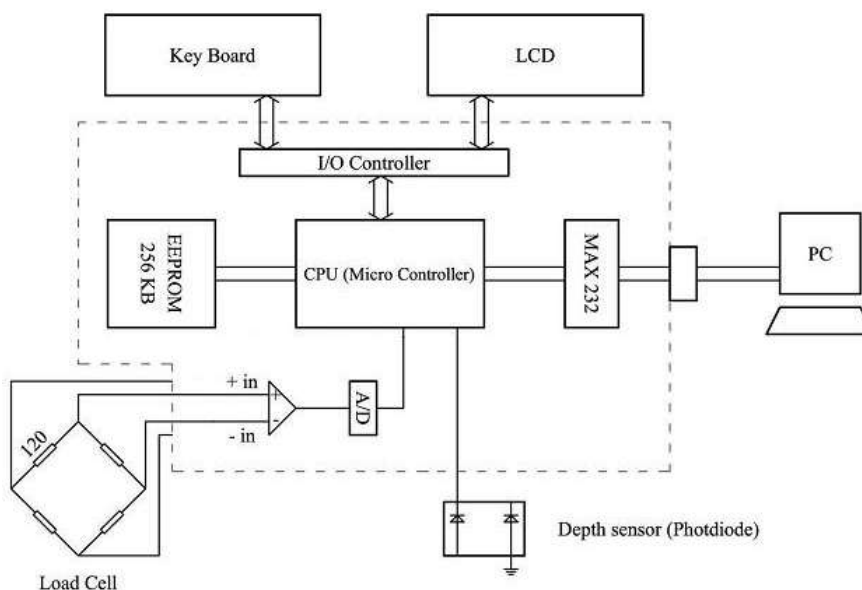 Key Board
LCD
I/O Controller
EEPROM
256 KB
CPU (Micro Controller)
MAX 232
PC
+ in
+
-
- in
A/D
120
Depth sensor (Photdiode)
Load Cell